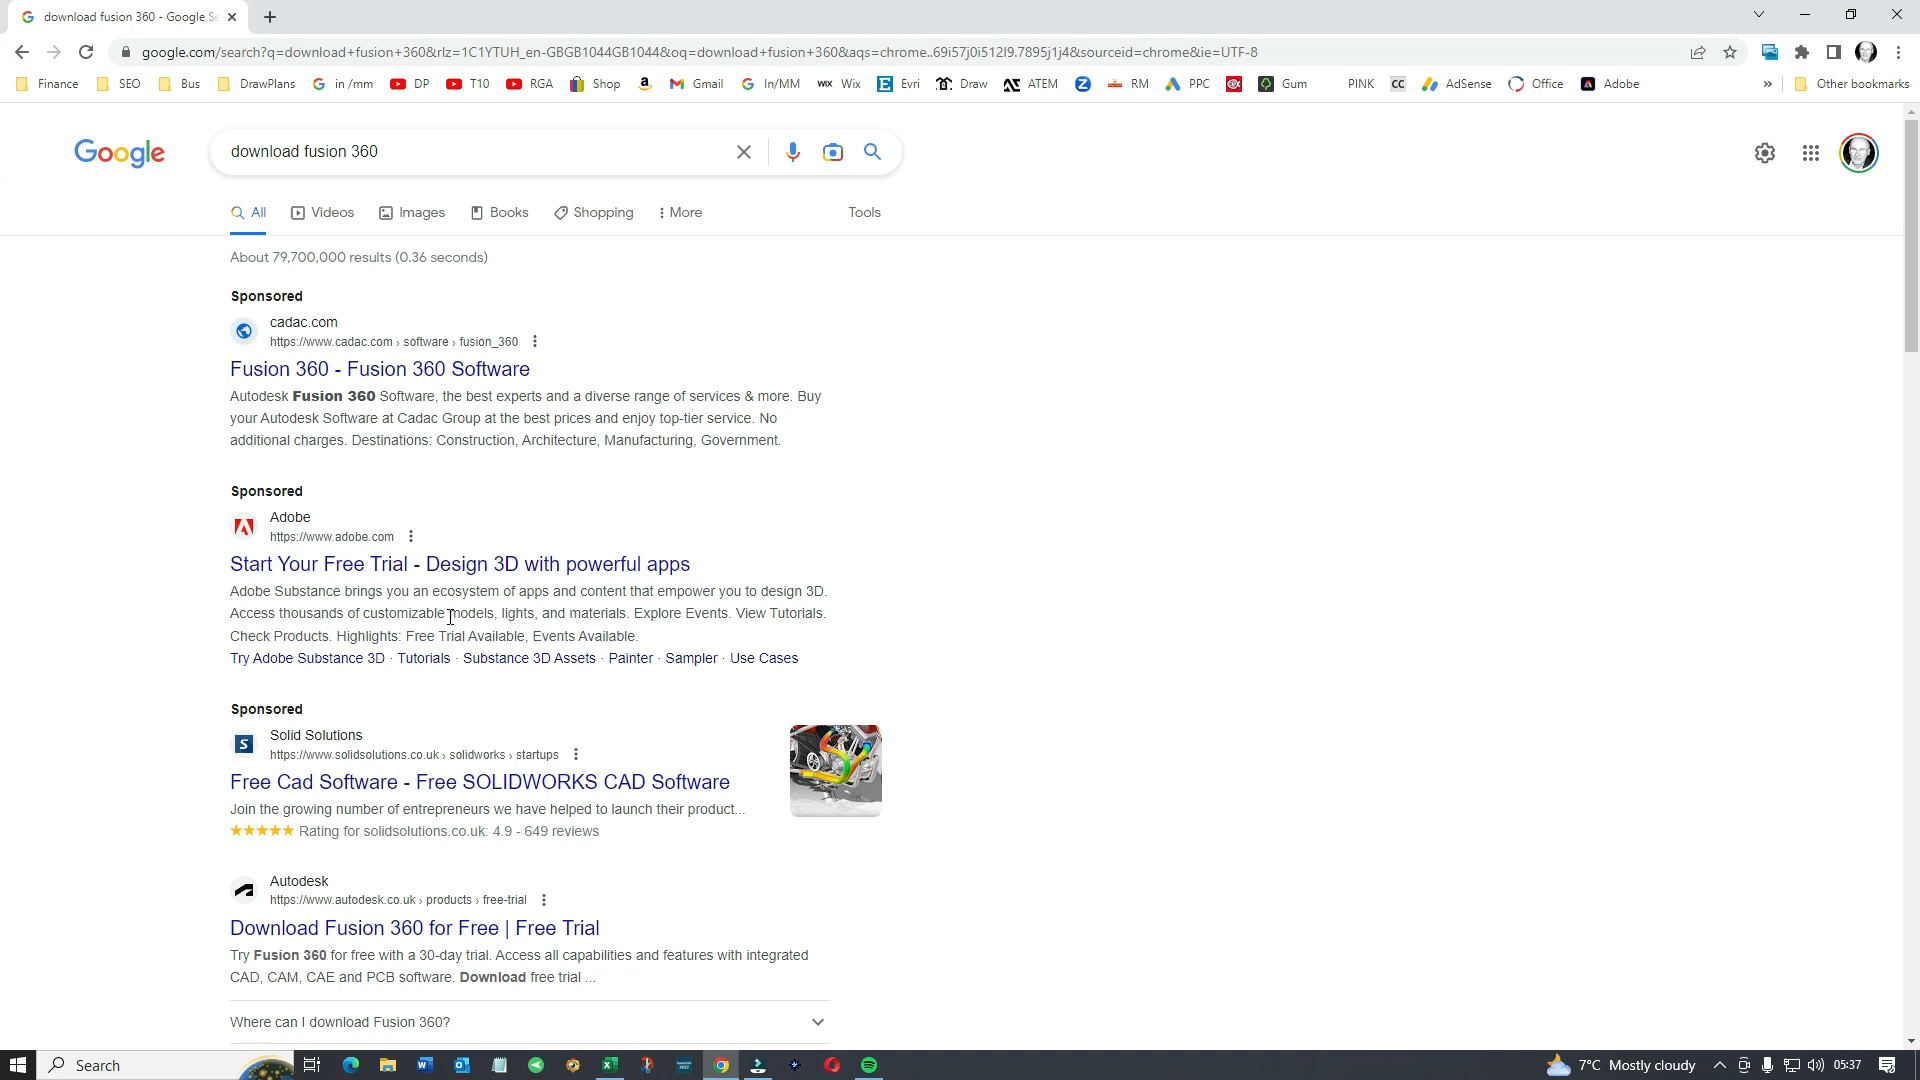 download fusion 360 - Google Se
google.com/search?q=download+fusion+360&rlz=1C1YTUH_en-GBGB1044GB1044&oq=download+fusion+360&aqs=chrome..69i57j0i512l9.7895j1j4&sourceid=chrome&ie=UTF-8
Finance SEO Bus DrawPlans in /mm DP T10 RGA Shop Gmail In/MM WIX Wix Evri Draw ATEM RM PPC Gum PINK CC AdSense Office Adobe » Other bookmarks
Google download fusion 360
All Videos Images Books Shopping More Tools
About 79,700,000 results (0.36 seconds)
Sponsored
cadac.com
https://www.cadac.com › software › fusion_360
Fusion 360 - Fusion 360 Software
Autodesk Fusion 360 Software, the best experts and a diverse range of services & more. Buy
your Autodesk Software at Cadac Group at the best prices and enjoy top-tier service. No
additional charges. Destinations: Construction, Architecture, Manufacturing, Government.
Sponsored
Adobe
https://www.adobe.com
Start Your Free Trial - Design 3D with powerful apps
Adobe Substance brings you an ecosystem of apps and content that empower you to design 3D.
Access thousands of customizable models, lights, and materials. Explore Events. View Tutorials.
Check Products. Highlights: Free Trial Available, Events Available.
Try Adobe Substance 3D · Tutorials · Substance 3D Assets · Painter · Sampler · Use Cases
Sponsored
S Solid Solutions
https://www.solidsolutions.co.uk › solidworks › startups
Free Cad Software - Free SOLIDWORKS CAD Software
Join the growing number of entrepreneurs we have helped to launch their product...
★★★★★ Rating for solidsolutions.co.uk: 4.9 - 649 reviews
Autodesk
https://www.autodesk.co.uk › products › free-trial
Download Fusion 360 for Free | Free Trial
Try Fusion 360 for free with a 30-day trial. Access all capabilities and features with integrated
CAD, CAM, CAE and PCB software. Download free trial ...
Where can I download Fusion 360?
Search 7°C Mostly cloudy 05:37